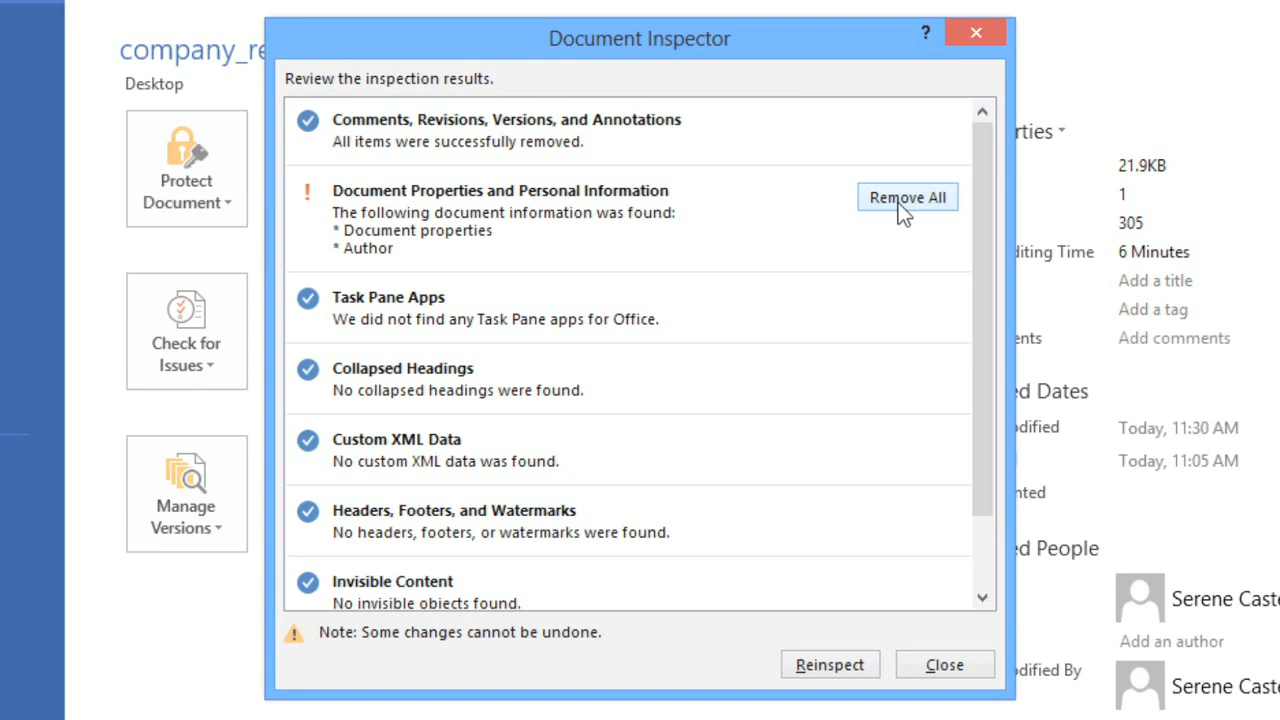 Document Inspector
?
company_re
Desktop
Protect
Document
Check for
Issues
Manage
Versions
Review the inspection results.
Comments, Revisions, Versions, and Annotations
All items were successfully removed.
! Document Properties and Personal Information
Remove All
The following document information was found:
* Document properties
* Author
Task Pane Apps
We did not find any Task Pane apps for Office.
Collapsed Headings
No collapsed headings were found.
Custom XML Data
No custom XML data was found.
Headers, Footers, and Watermarks
No headers, footers, or watermarks were found.
Invisible Content
No invisible objects found.
Note: Some changes cannot be undone.
Reinspect
Close
rties
21.9KB
1
305
diting Time 6 Minutes
Add a title
Add a tag
ents Add comments
d Dates
odified Today, 11:30 AM
Today, 11:05 AM
nted
d People
Serene Caste
Add an author
odified By
Serene Caste